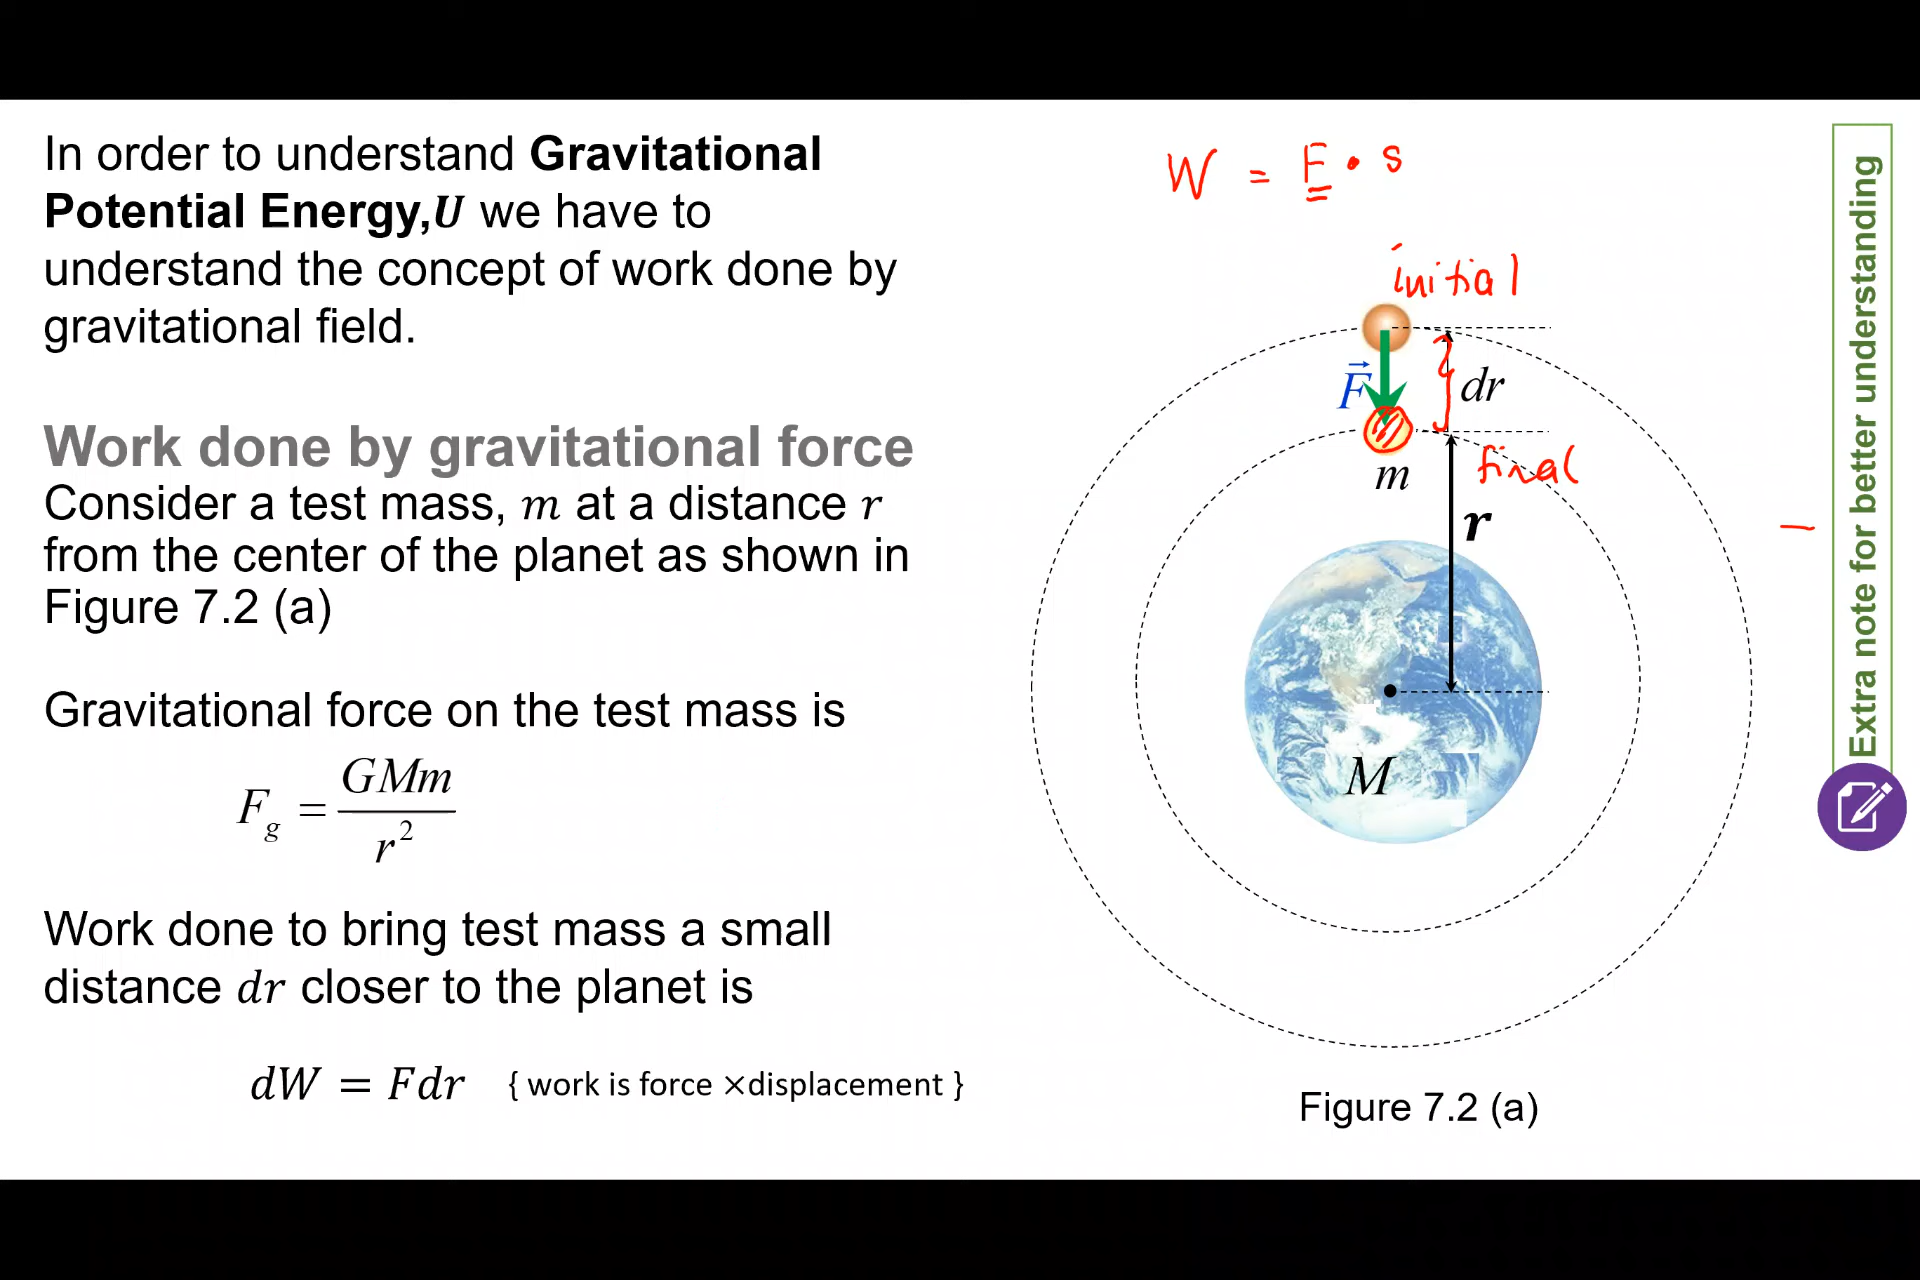 In order to understand Gravitational
Potential Energy,U we have to
understand the concept of work done by
gravitational field.
Work done by gravitational force
Consider a test mass, m at a distance r
from the center of the planet as shown in
Figure 7.2 (a)
Gravitational force on the test mass is
F_g = GMm / r²
Work done to bring test mass a small
distance dr closer to the planet is
dW = Fdr { work is force ×displacement }
W = F • s
initial
F⃗
dr
m
final
r
M
Figure 7.2 (a)
Extra note for better understanding